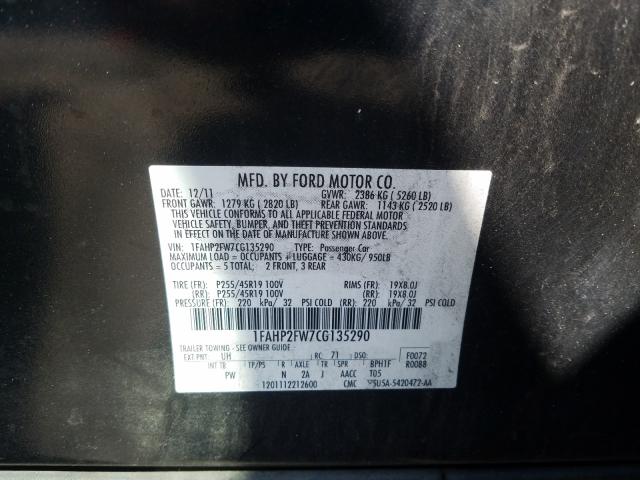 MFD. BY FORD MOTOR CO.
DATE: 12/11 GVWR: 2386 KG ( 5260 LB)
FRONT GAWR: 1279 KG ( 2820 LB) REAR GAWR: 1143 KG ( 2520 LB)
THIS VEHICLE CONFORMS TO ALL APPLICABLE FEDERAL MOTOR
VEHICLE SAFETY, BUMPER, AND THEFT PREVENTION STANDARDS
IN EFFECT ON THE DATE OF MANUFACTURE SHOWN ABOVE.
VIN: 1FAHP2FW7CG135290 TYPE: Passenger Car
MAXIMUM LOAD = OCCUPANTS + LUGGAGE = 430KG/ 950LB
OCCUPANTS = 5 TOTAL: 2 FRONT, 3 REAR
TIRE (FR): P255/45R19 100V RIMS (FR): 19X8.0J
(RR): P255/45R19 100V (RR): 19X8.0J
PRESSURE (FR): 220 kPa/ 32 PSI COLD (RR): 220 kPa/ 32 PSI COLD
1FAHP2FW7CG135290
TRAILER TOWING - SEE OWNER GUIDE
EXT PNT: UH RC: 71 DSO: F0072
INT TR TP/PS R AXLE TR SPR BPH1F R0088
PW N 2A J AACC T05
1201112212600 CMC 5U5A-5420472-AA